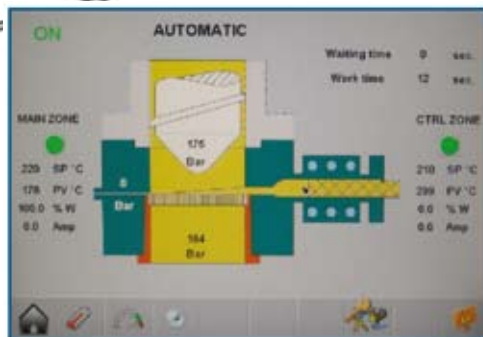 ON
AUTOMATIC
Waiting time 0 sec.
Work time 12 sec.
MAIN ZONE
CTRL ZONE
176
Bar
220 SP °C
178 PV °C
100.0 % W
0.0 Amp
0
Bar
210 SP °C
209 PV °C
0.0 % W
0.0 Amp
164
Bar